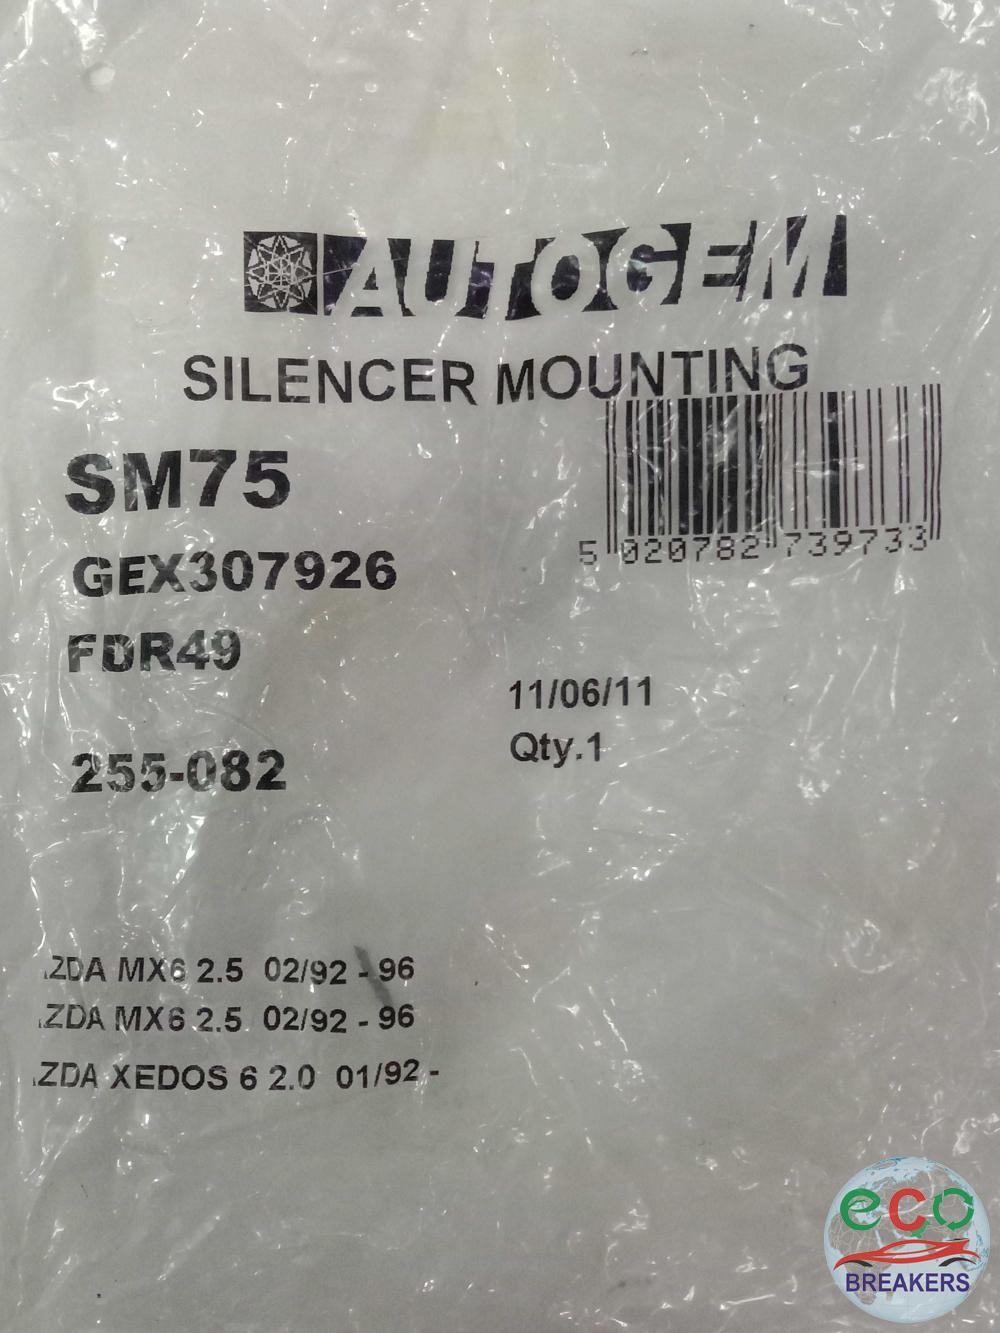 AUTOGEM
SILENCER MOUNTING
SM75
GEX307926
FDR49
5 020782 739733
11/06/11
255-082
Qty.1
ZDA MX6 2.5 02/92 - 96
ZDA MX6 2.5 02/92 - 96
ZDA XEDOS 6 2.0 01/92 -
eco
BREAKERS